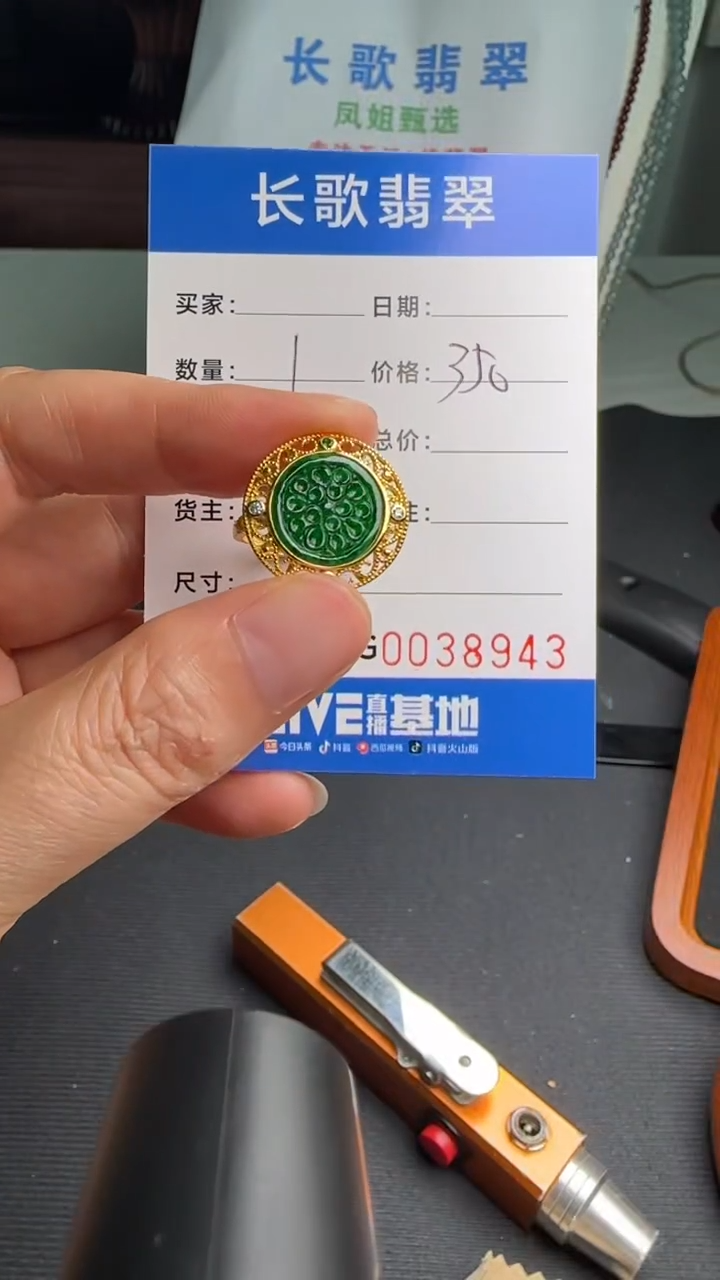 长歌翡翠
凤姐甄选
长歌翡翠
买家: 日期:
数量: 1 价格: 350
总价:
货主: 主:
尺寸:
G0038943
LIVE直播基地
今日头条 抖音 西瓜视频 抖音火山版